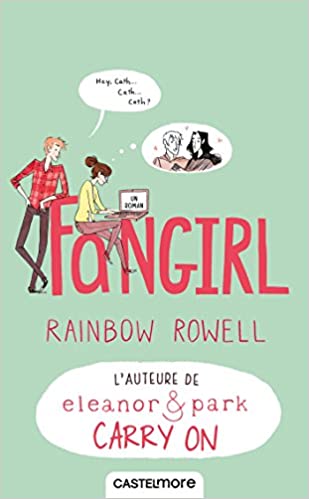 Hey, Cath...
Cath...
Cath?
UN
ROMAN
FANGIRL
RAINBOW ROWELL
L'AUTEURE DE
eleanor & park
CARRY ON
CASTELMORE